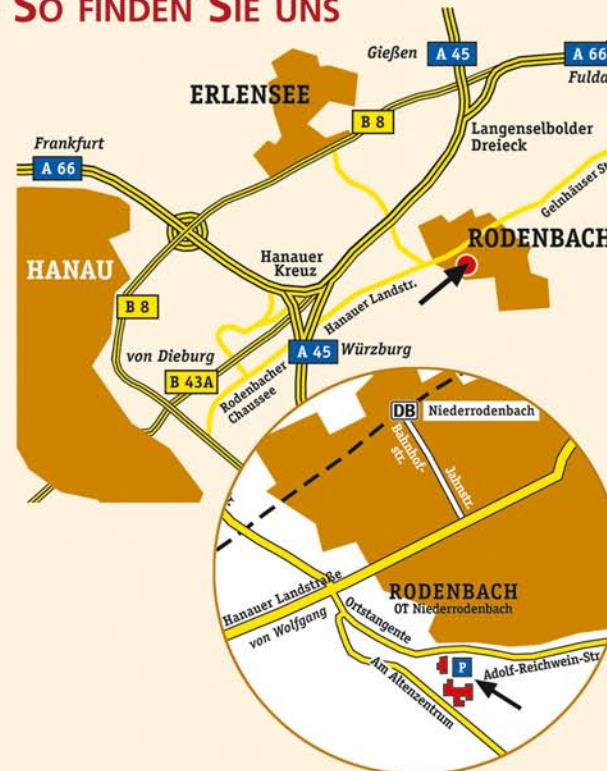 SO FINDEN SIE UNS
Gießen
A 45
A 66
Fulda
ERLENSEE
B 8
Langenselbolder
Dreieck
Frankfurt
A 66
Gelnhäuser St
RODENBACH
HANAU
Hanauer
Kreuz
B 8
Hanauer Landstr.
von Dieburg
A 45
Würzburg
B 43A
Rodenbacher
Chaussee
DB
Niederrodenbach
Bahnhof-
str.
Jahnstr.
RODENBACH
OT Niederrodenbach
Hanauer Landstraße
von Wolfgang
Ortstangente
P
Adolf-Reichwein-Str
Am Altenzentrum